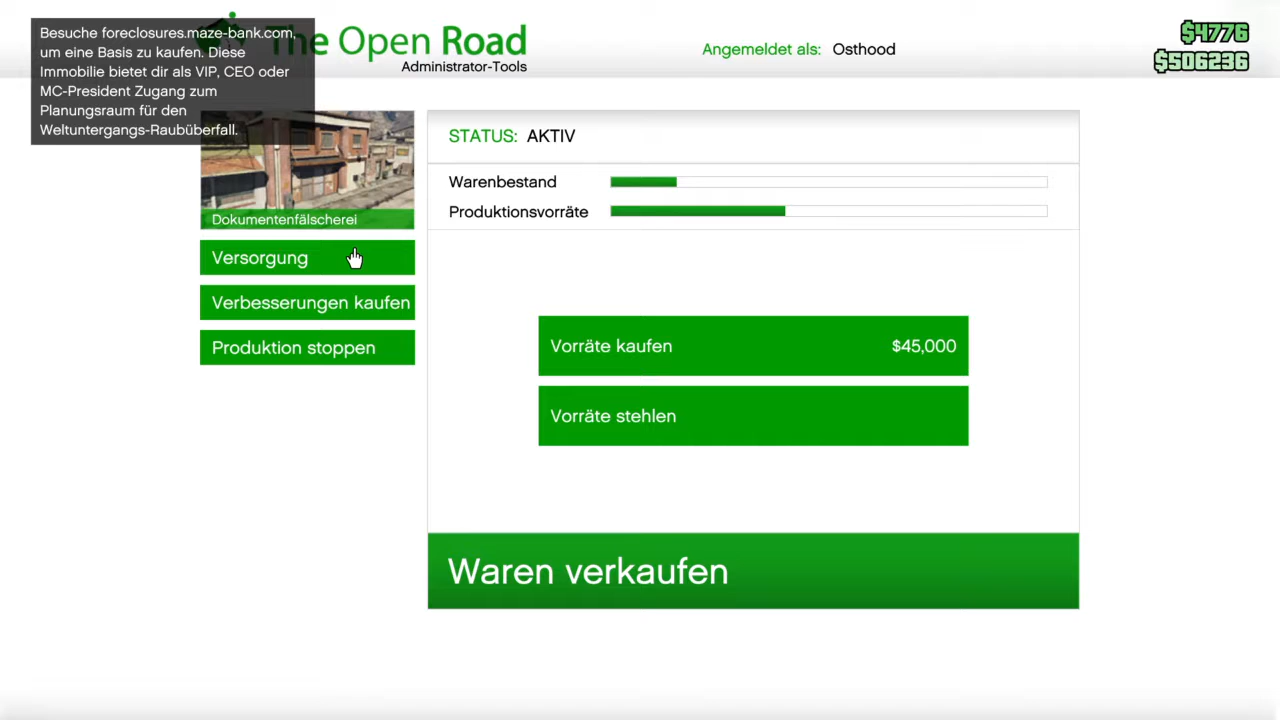 Besuche foreclosures.maze-bank.com,
um eine Basis zu kaufen. Diese
Immobilie bietet dir als VIP, CEO oder
MC-President Zugang zum
Planungsraum für den
Weltuntergangs-Raubüberfall.
The Open Road
Administrator-Tools
Angemeldet als: Osthood
$4776
$506236
Dokumentenfälscherei
Versorgung
Verbesserungen kaufen
Produktion stoppen
STATUS: AKTIV
Warenbestand
Produktionsvorräte
Vorräte kaufen $45,000
Vorräte stehlen
Waren verkaufen